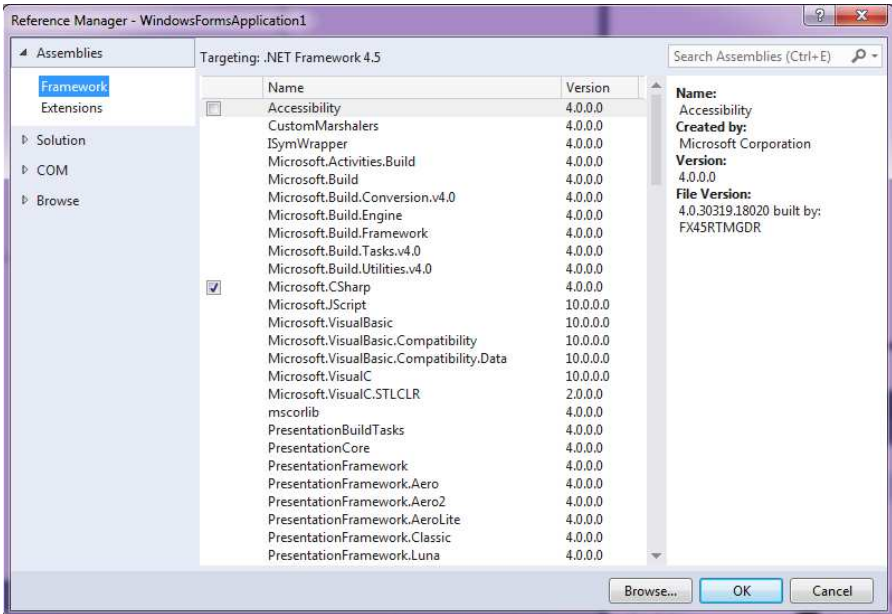 Reference Manager - WindowsFormsApplication1
Assemblies
Framework
Extensions
Solution
COM
Browse
Targeting: .NET Framework 4.5
Search Assemblies (Ctrl+E)
Name Version
Accessibility 4.0.0.0
CustomMarshalers 4.0.0.0
ISymWrapper 4.0.0.0
Microsoft.Activities.Build 4.0.0.0
Microsoft.Build 4.0.0.0
Microsoft.Build.Conversion.v4.0 4.0.0.0
Microsoft.Build.Engine 4.0.0.0
Microsoft.Build.Framework 4.0.0.0
Microsoft.Build.Tasks.v4.0 4.0.0.0
Microsoft.Build.Utilities.v4.0 4.0.0.0
Microsoft.CSharp 4.0.0.0
Microsoft.JScript 10.0.0.0
Microsoft.VisualBasic 10.0.0.0
Microsoft.VisualBasic.Compatibility 10.0.0.0
Microsoft.VisualBasic.Compatibility.Data 10.0.0.0
Microsoft.VisualC 10.0.0.0
Microsoft.VisualC.STLCLR 2.0.0.0
mscorlib 4.0.0.0
PresentationBuildTasks 4.0.0.0
PresentationCore 4.0.0.0
PresentationFramework 4.0.0.0
PresentationFramework.Aero 4.0.0.0
PresentationFramework.Aero2 4.0.0.0
PresentationFramework.AeroLite 4.0.0.0
PresentationFramework.Classic 4.0.0.0
PresentationFramework.Luna 4.0.0.0
Name:
Accessibility
Created by:
Microsoft Corporation
Version:
4.0.0.0
File Version:
4.0.30319.18020 built by:
FX45RTMGDR
Browse... OK Cancel